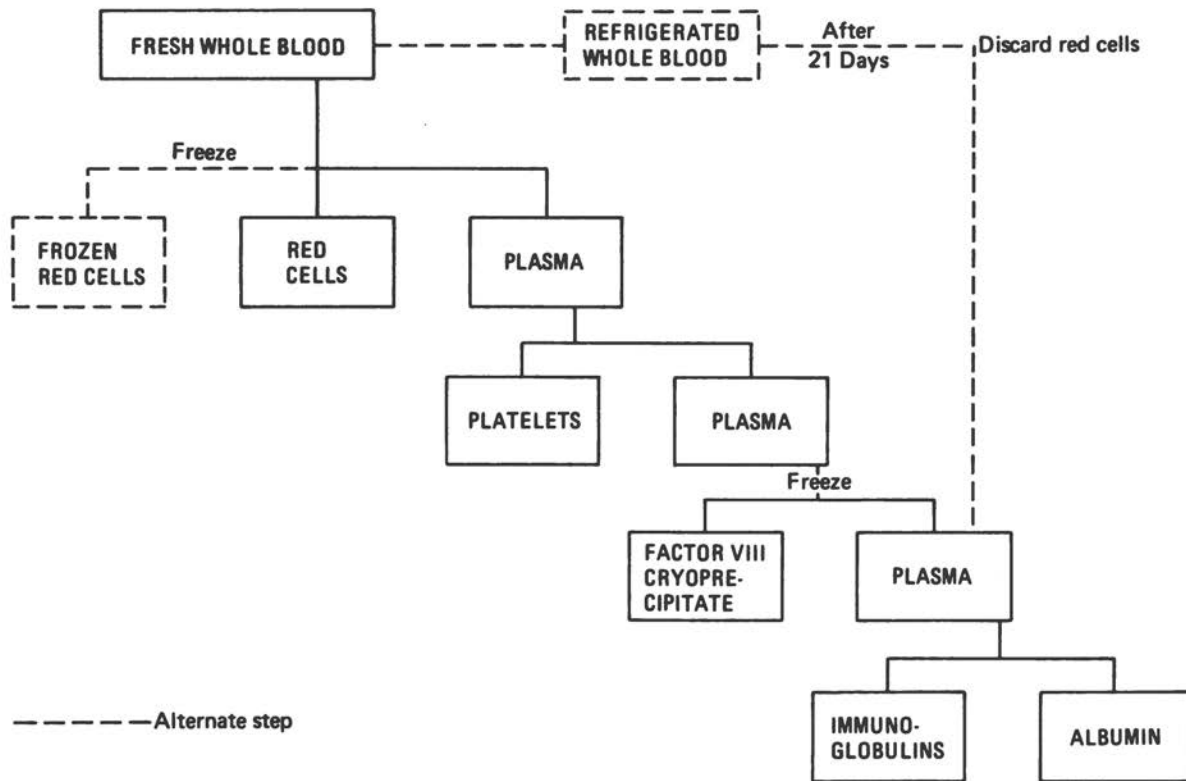 FRESH WHOLE BLOOD
REFRIGERATED
WHOLE BLOOD
After
21 Days
Discard red cells
Freeze
FROZEN
RED CELLS
RED
CELLS
PLASMA
PLATELETS
PLASMA
Freeze
FACTOR VIII
CRYOPRE-
CIPITATE
PLASMA
Alternate step
IMMUNO-
GLOBULINS
ALBUMIN